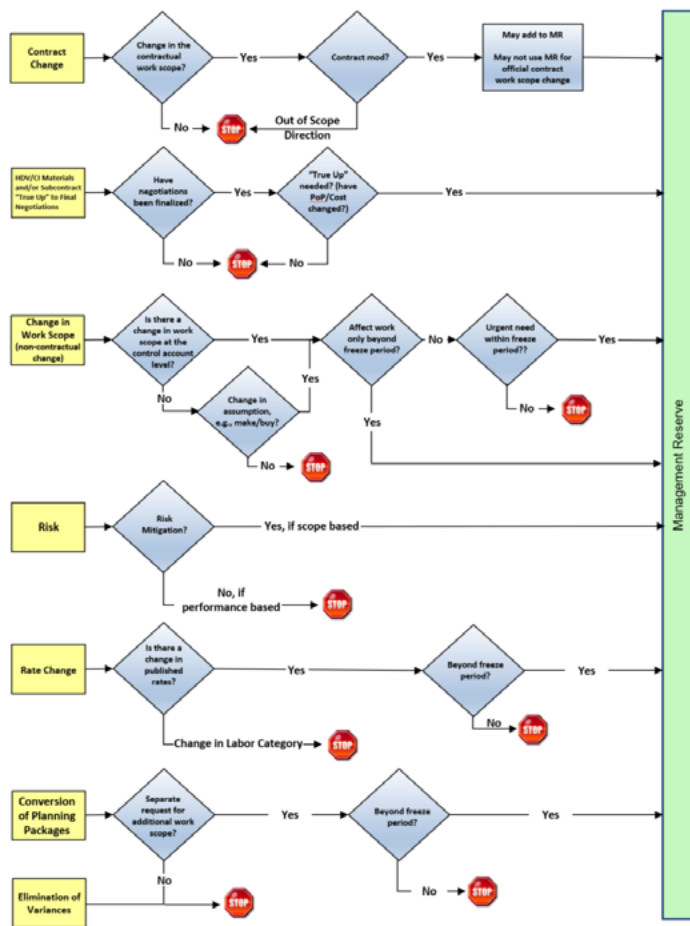 Contract
Change
Change in the
contractual
work scope?
Yes
Contract mod?
Yes
May add to MR
May not use MR for
official contract
work scope change
No
STOP
Out of Scope
Direction
HDV/CI Materials
and/or Subcontract
"True Up" to Final
Negotiations
Have
negotiations
been finalized?
Yes
"True Up"
needed? (have
PoP/Cost
changed?)
Yes
No
STOP
No
Change in
Work Scope
(non-contractual
change)
Is there a
change in work
scope at the
control account
level?
Yes
Affect work
only beyond
freeze period?
No
Urgent need
within freeze
period??
Yes
No
Change in
assumption,
e.g., make/buy?
Yes
No
STOP
Yes
No
STOP
Risk
Risk
Mitigation?
Yes, if scope based
No, if
performance based
STOP
Rate Change
Is there a
change in
published
rates?
Yes
Beyond freeze
period?
Yes
No
STOP
Change in Labor Category
STOP
Conversion
of Planning
Packages
Separate
request for
additional work
scope?
Yes
Beyond freeze
period?
Yes
No
STOP
No
STOP
Elimination of
Variances
Management Reserve